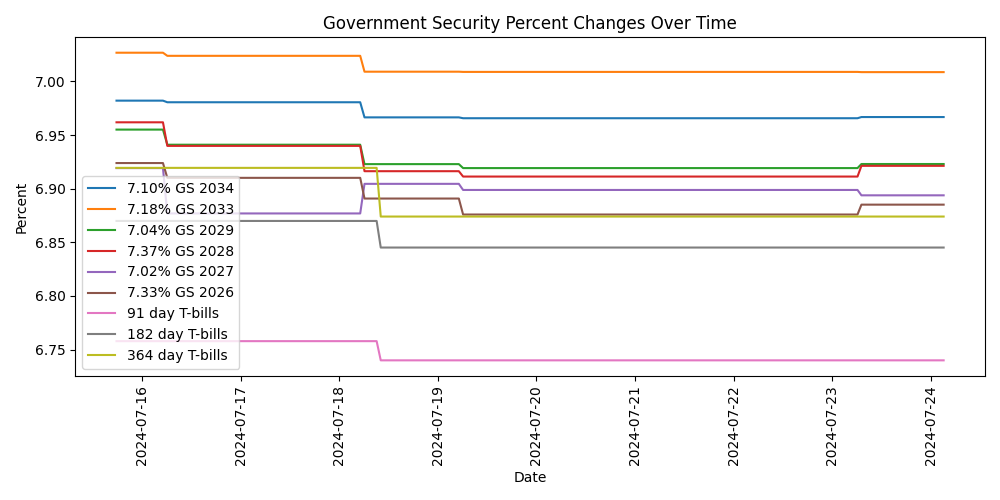 Government Security Percent Changes Over Time
Percent
7.00
6.95
6.90
6.85
6.80
6.75
7.10% GS 2034
7.18% GS 2033
7.04% GS 2029
7.37% GS 2028
7.02% GS 2027
7.33% GS 2026
91 day T-bills
182 day T-bills
364 day T-bills
2024-07-16
2024-07-17
2024-07-18
2024-07-19
2024-07-20
2024-07-21
2024-07-22
2024-07-23
2024-07-24
Date